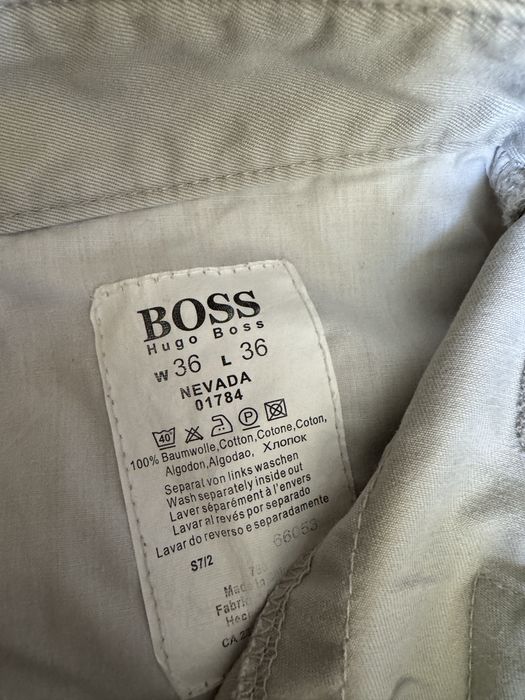 BOSS
Hugo Boss
W 36 L 36
NEVADA
01784
40 P
100% Baumwolle,Cotton,Cotone,Coton,
Algodon,Algodao, Хлопок
Separat von links waschen
Wash separately inside out
Laver séparément à l'envers
Lavar al revés por separado
Lavar do reverso e separadamente
66053
S7/2